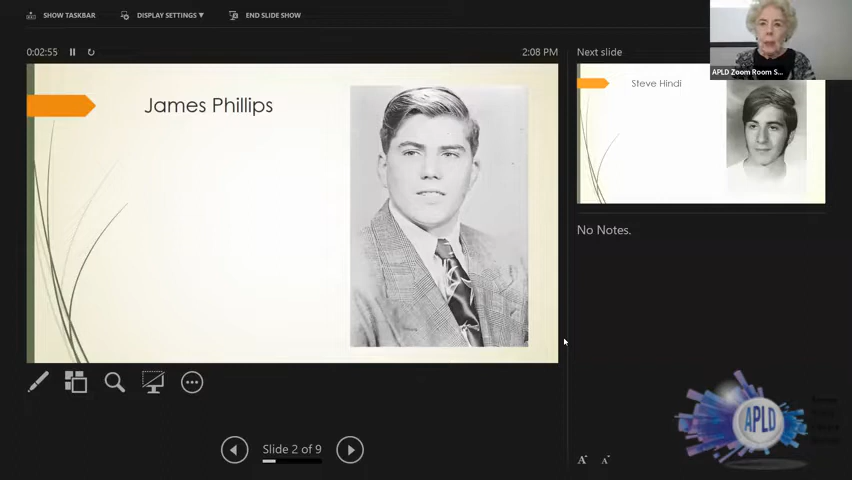 SHOW TASKBAR
DISPLAY SETTINGS ▼
END SLIDE SHOW
0:02:55
2:08 PM
Next slide
APLD Zoom Room S...
James Phillips
Steve Hindi
No Notes.
Slide 2 of 9
A A
APLD